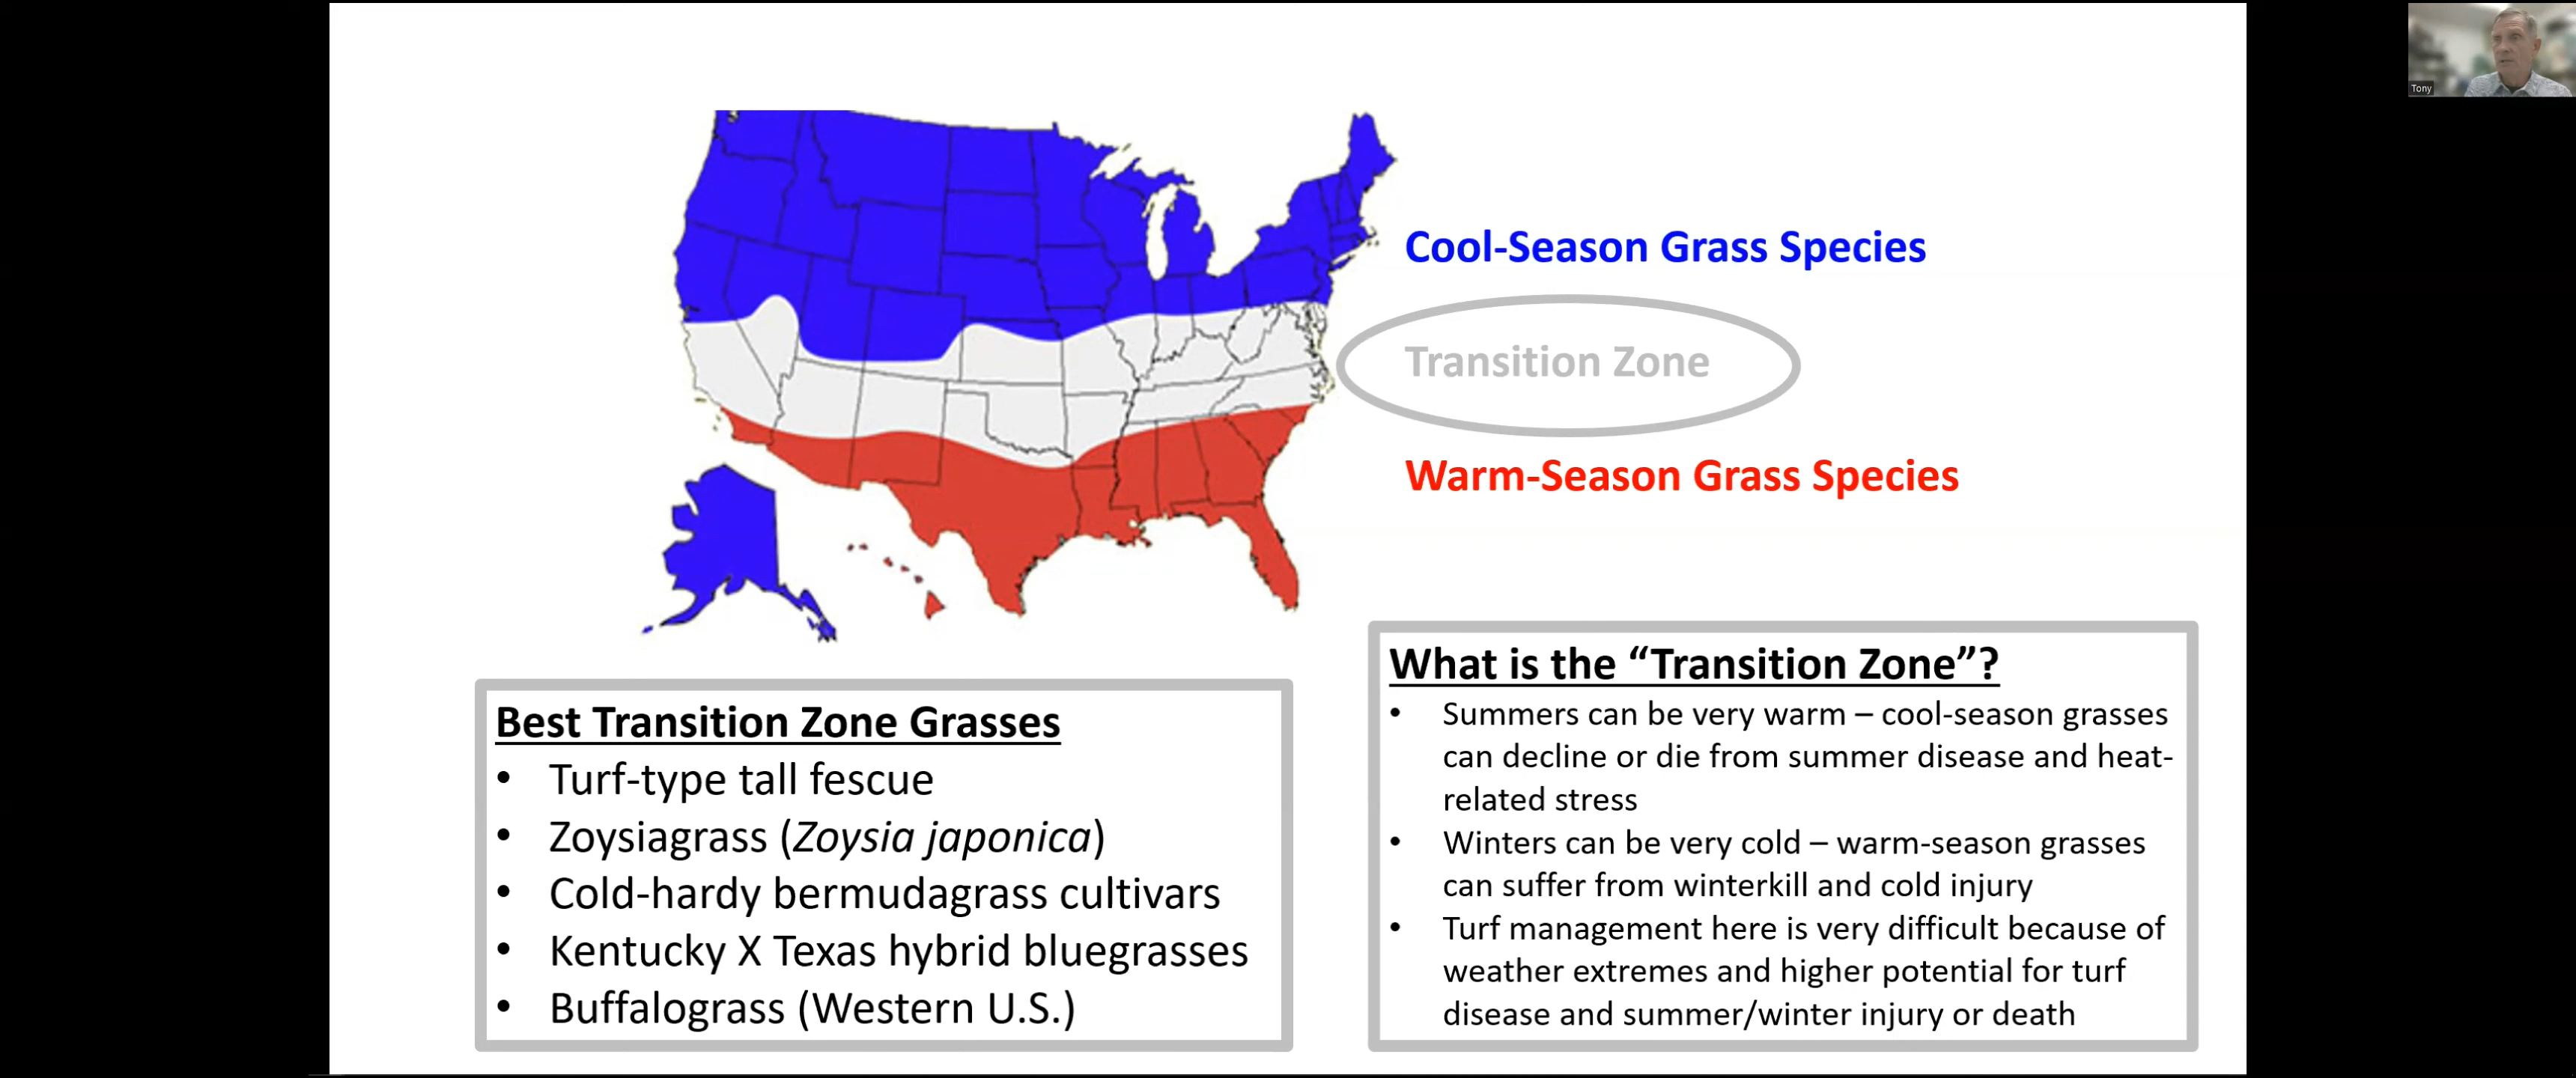 Tony
Cool-Season Grass Species
Transition Zone
Warm-Season Grass Species
Best Transition Zone Grasses
• Turf-type tall fescue
• Zoysiagrass (Zoysia japonica)
• Cold-hardy bermudagrass cultivars
• Kentucky X Texas hybrid bluegrasses
• Buffalograss (Western U.S.)
What is the “Transition Zone”?
• Summers can be very warm – cool-season grasses
can decline or die from summer disease and heat-
related stress
• Winters can be very cold – warm-season grasses
can suffer from winterkill and cold injury
• Turf management here is very difficult because of
weather extremes and higher potential for turf
disease and summer/winter injury or death